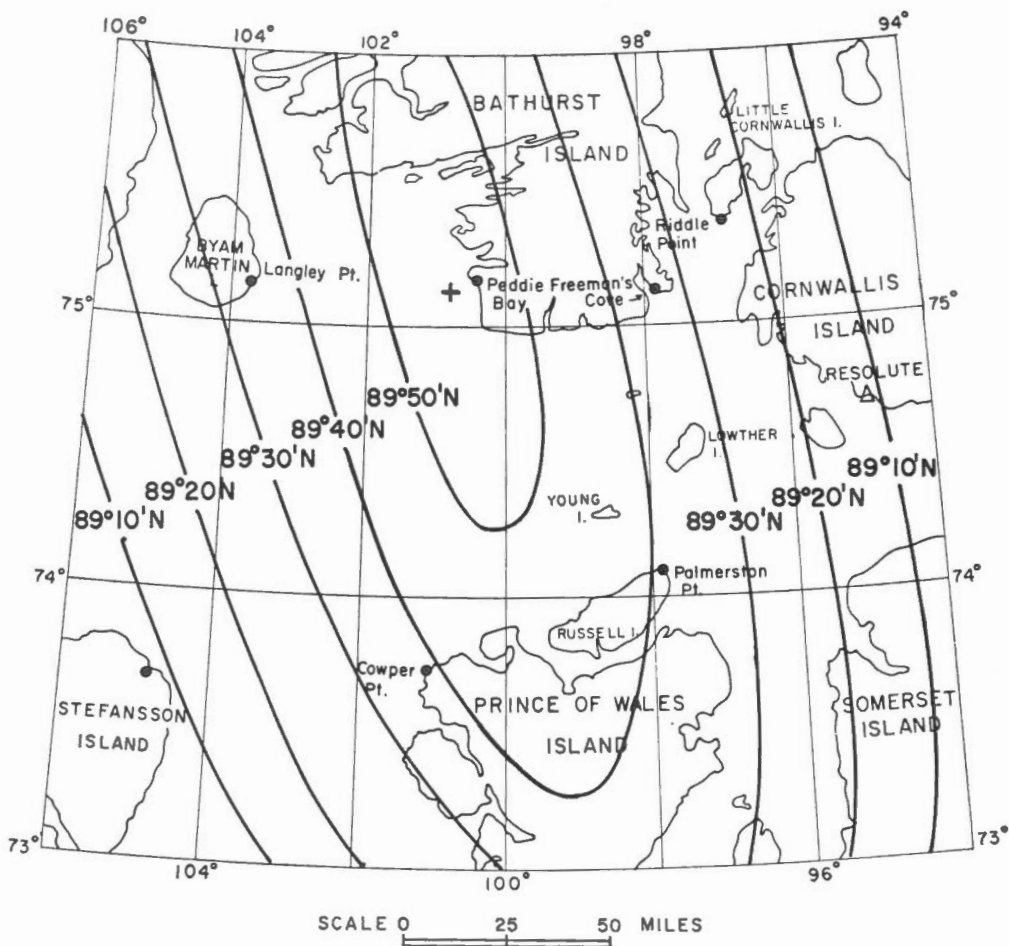 106°
104°
102°
98°
94°
BATHURST
ISLAND
LITTLE
CORNWALLIS I.
BYAM
MARTIN
I.
Langley Pt.
Riddle
Point
Peddie
Bay
Freeman's
Cove
75°
75°
CORNWALLIS
ISLAND
RESOLUTE
89°50'N
89°40'N
89°30'N
89°20N
89°10'N
LOWTHER
I.
89°10'N
89°20'N
89°30'N
YOUNG
I.
74°
74°
Palmerston
Pt.
RUSSELL I.
Cowper
Pt.
STEFANSSON
ISLAND
PRINCE OF WALES
ISLAND
SOMERSET
ISLAND
73°
73°
104°
100°
96°
SCALE 0 25 50 MILES